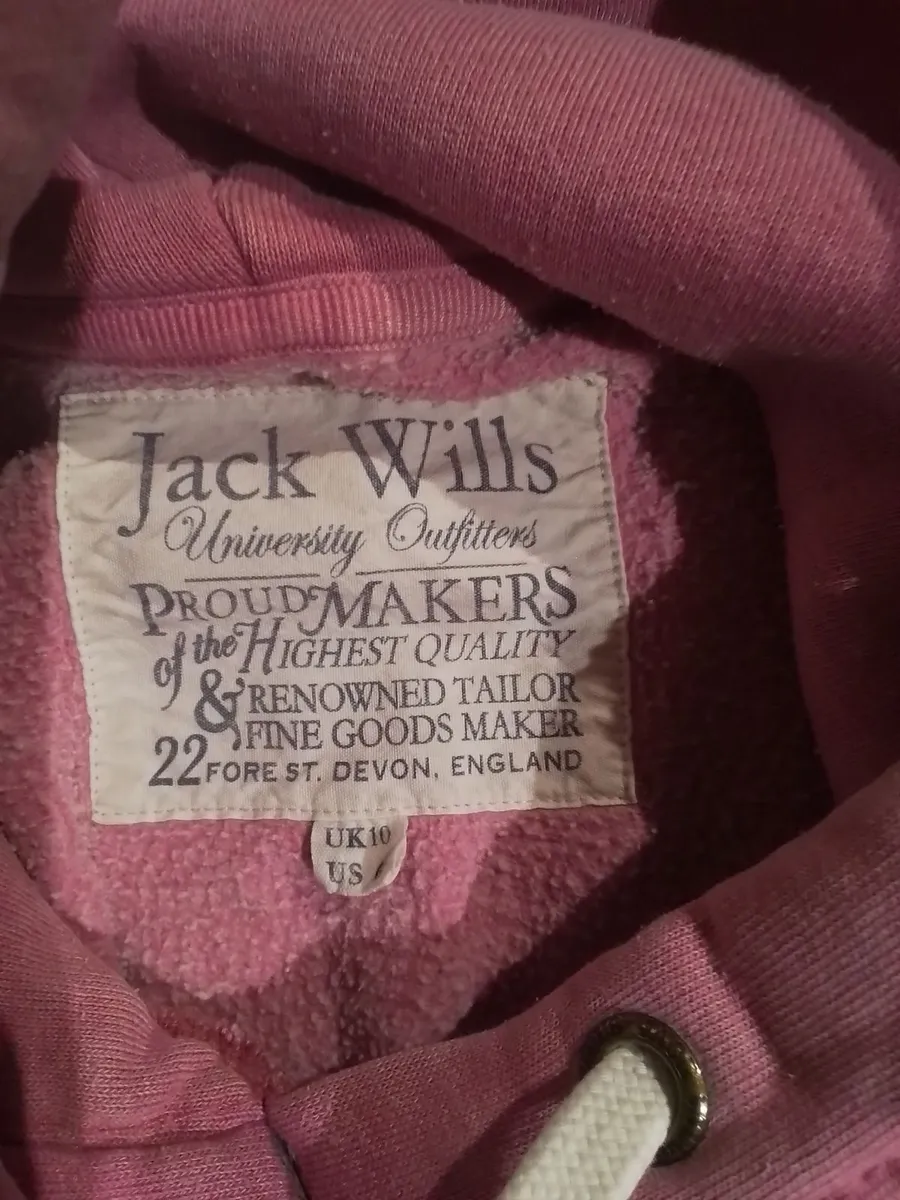 Jack Wills
University Outfitters
PROUD MAKERS
of the HIGHEST QUALITY
& RENOWNED TAILOR
FINE GOODS MAKER
22 FORE ST. DEVON, ENGLAND
UK10
US